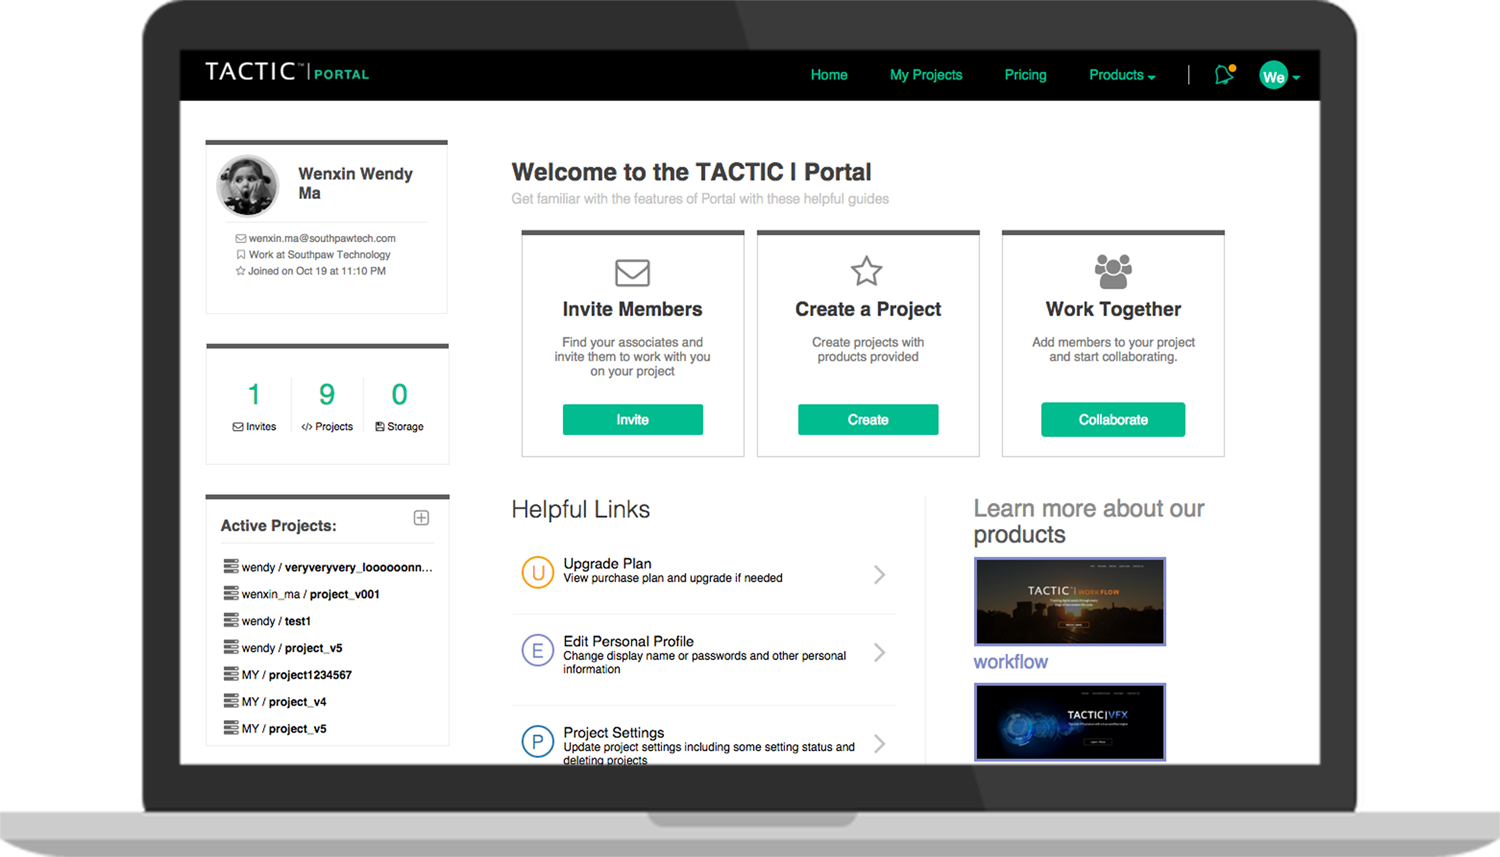 TACTIC™ | PORTAL
Home
My Projects
Pricing
Products
We
Wenxin Wendy
Ma
wenxin.ma@southpawtech.com
Work at Southpaw Technology
Joined on Oct 19 at 11:10 PM
1
Invites
9
</> Projects
0
Storage
Active Projects:
wendy / veryveryvery_loooooonn...
wenxin_ma / project_v001
wendy / test1
wendy / project_v5
MY / project1234567
MY / project_v4
MY / project_v5
Welcome to the TACTIC | Portal
Get familiar with the features of Portal with these helpful guides
Invite Members
Find your associates and
invite them to work with you
on your project
Invite
Create a Project
Create projects with
products provided
Create
Work Together
Add members to your project
and start collaborating.
Collaborate
Helpful Links
U
Upgrade Plan
View purchase plan and upgrade if needed
E
Edit Personal Profile
Change display name or passwords and other personal
information
P
Project Settings
Update project settings including some setting status and
deleting projects
Learn more about our
products
TACTIC | WORKFLOW
workflow
TACTIC | VFX